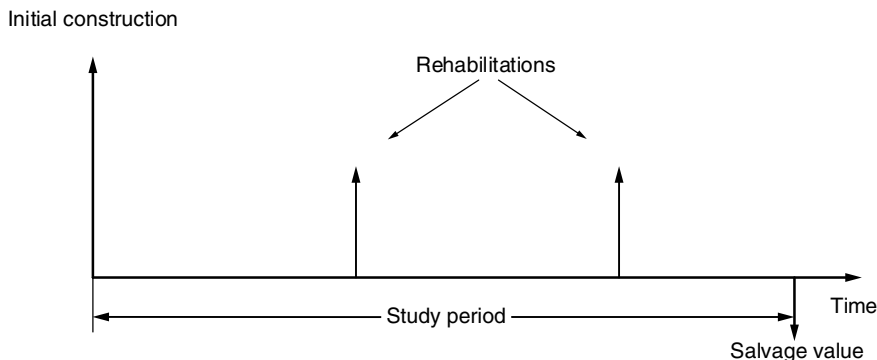 Initial construction
Rehabilitations
Study period
Time
Salvage value